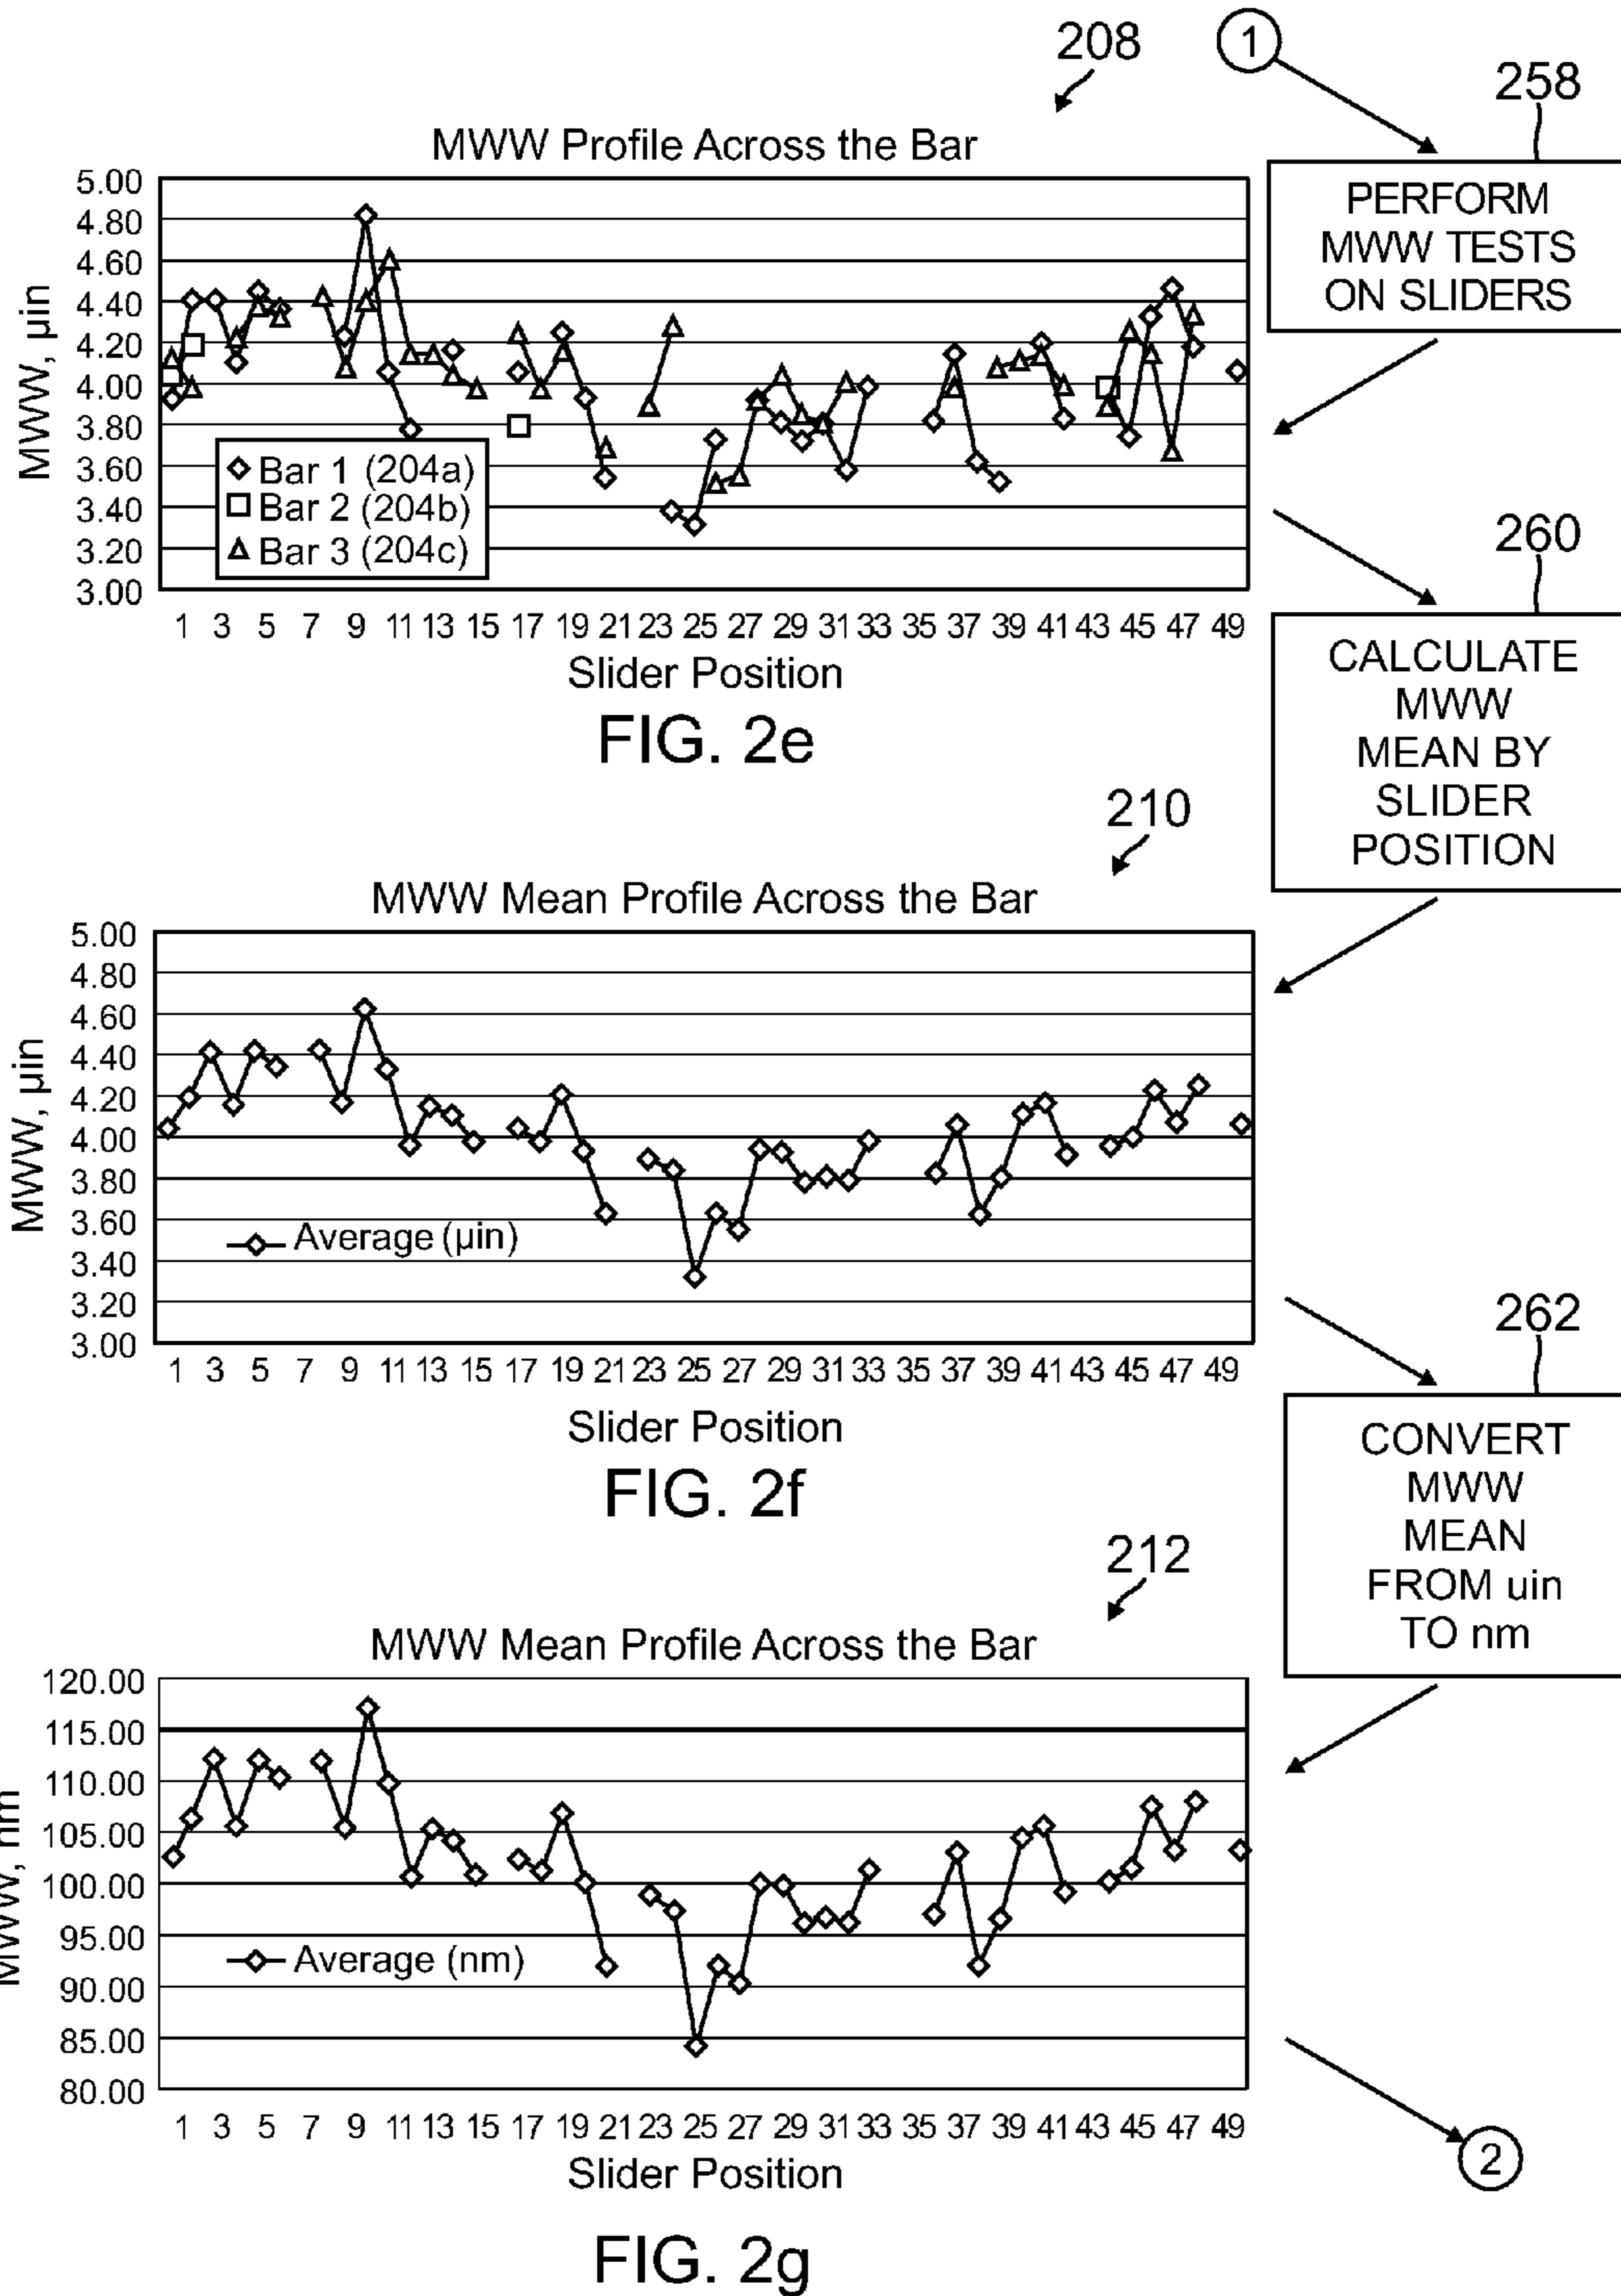 208
1
258
MWW Profile Across the Bar
PERFORM
MWW TESTS
ON SLIDERS
MWW, µin
5.00
4.80
4.60
4.40
4.20
4.00
3.80
3.60
3.40
3.20
3.00
Bar 1 (204a)
Bar 2 (204b)
Bar 3 (204c)
1 3 5 7 9 11 13 15 17 19 21 23 25 27 29 31 33 35 37 39 41 43 45 47 49
Slider Position
FIG. 2e
260
CALCULATE
MWW
MEAN BY
SLIDER
POSITION
210
MWW Mean Profile Across the Bar
MWW, µin
5.00
4.80
4.60
4.40
4.20
4.00
3.80
3.60
3.40
3.20
3.00
Average (µin)
1 3 5 7 9 11 13 15 17 19 21 23 25 27 29 31 33 35 37 39 41 43 45 47 49
Slider Position
FIG. 2f
262
CONVERT
MWW
MEAN
FROM uin
TO nm
212
MWW Mean Profile Across the Bar
MWW, nm
120.00
115.00
110.00
105.00
100.00
95.00
90.00
85.00
80.00
Average (nm)
1 3 5 7 9 11 13 15 17 19 21 23 25 27 29 31 33 35 37 39 41 43 45 47 49
Slider Position
2
FIG. 2g